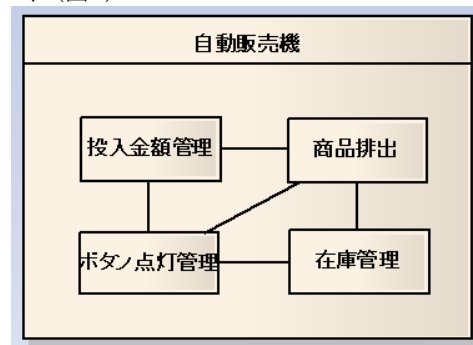 自動販売機
投入金額管理
商品排出
ボタン点灯管理
在庫管理